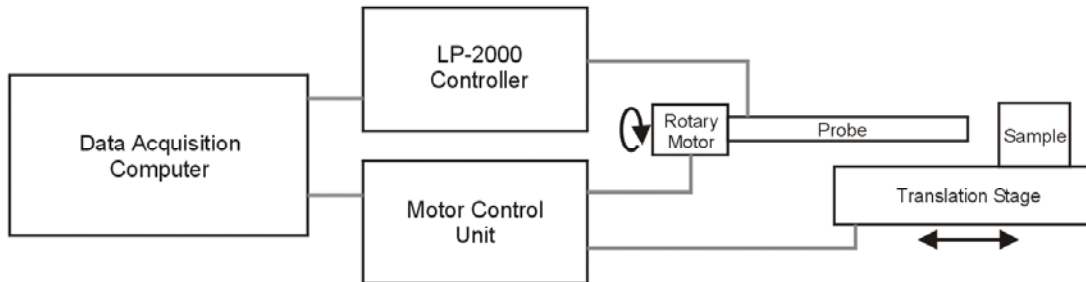 LP-2000
Controller
Data Acquisition
Computer
Rotary
Motor
Probe
Sample
Motor Control
Unit
Translation Stage